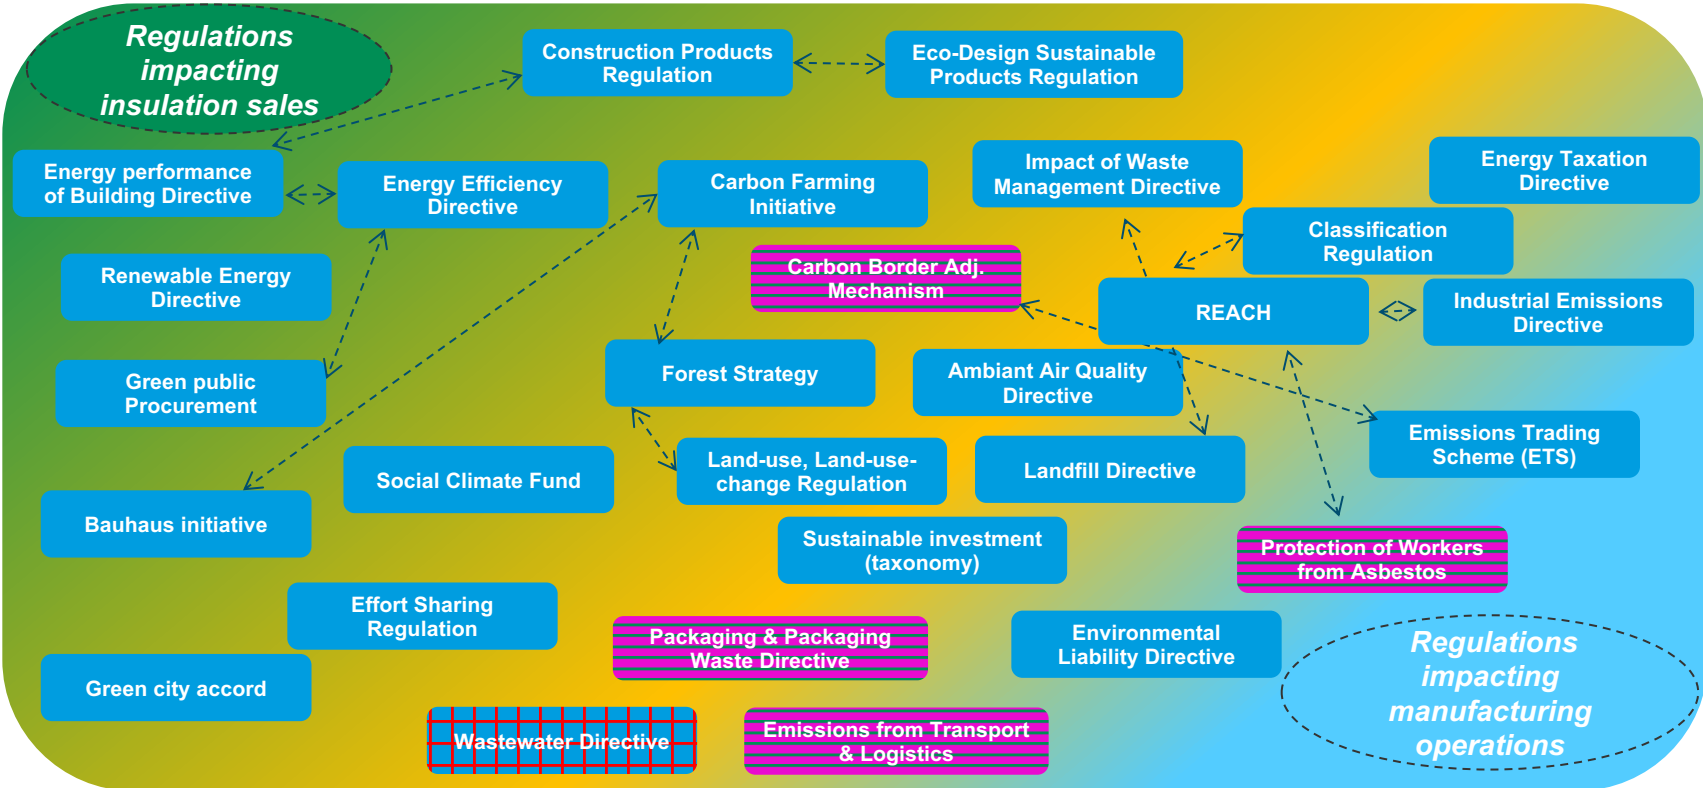 Regulations
impacting
insulation sales
Construction Products
Regulation
Eco-Design Sustainable
Products Regulation
Energy performance
of Building Directive
Energy Efficiency
Directive
Carbon Farming
Initiative
Impact of Waste
Management Directive
Energy Taxation
Directive
Classification
Regulation
Renewable Energy
Directive
Carbon Border Adj.
Mechanism
REACH
Industrial Emissions
Directive
Green public
Procurement
Forest Strategy
Ambiant Air Quality
Directive
Emissions Trading
Scheme (ETS)
Social Climate Fund
Land-use, Land-use-
change Regulation
Landfill Directive
Bauhaus initiative
Sustainable investment
(taxonomy)
Protection of Workers
from Asbestos
Effort Sharing
Regulation
Packaging & Packaging
Waste Directive
Environmental
Liability Directive
Green city accord
Wastewater Directive
Emissions from Transport
& Logistics
Regulations
impacting
manufacturing
operations